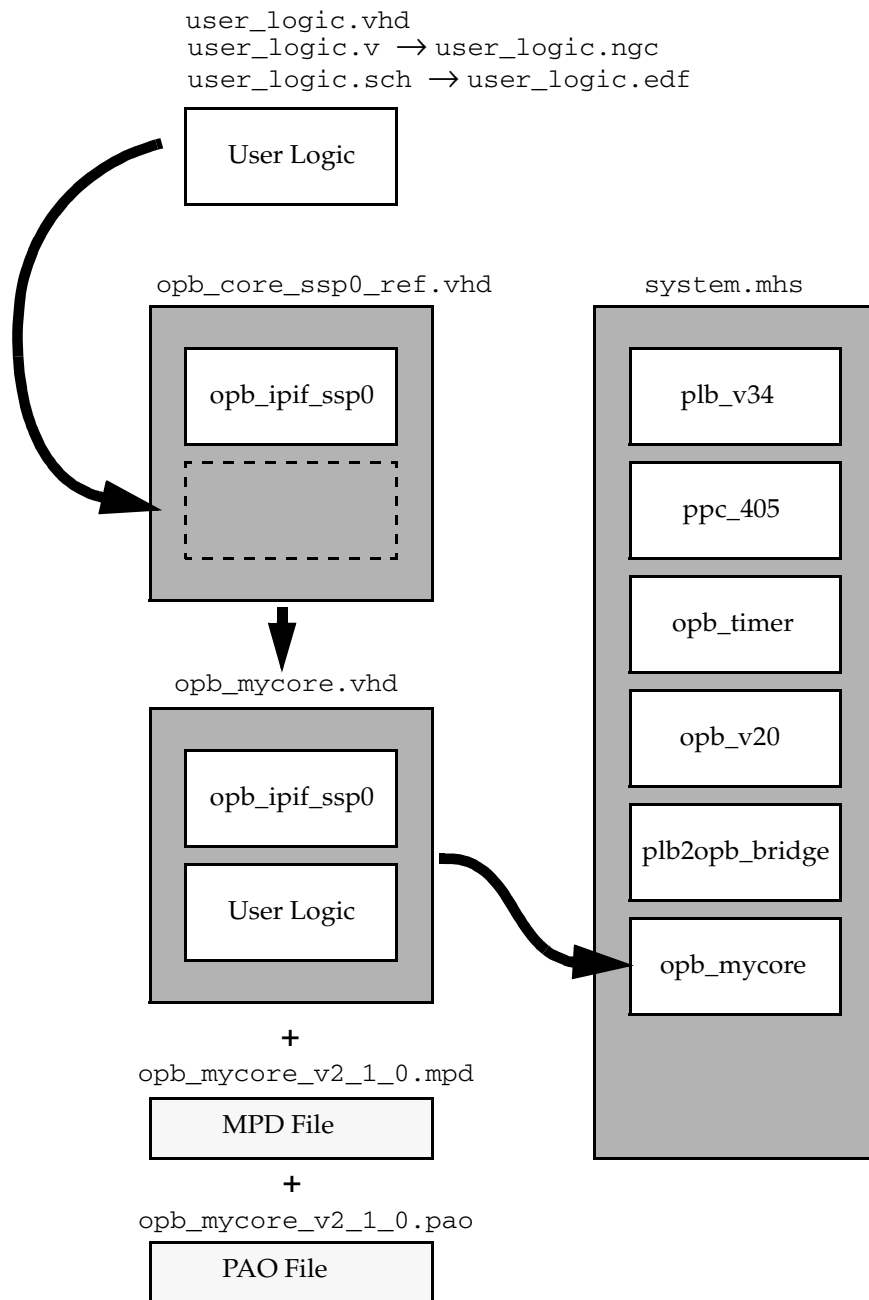 user_logic.vhd
user_logic.v → user_logic.ngc
user_logic.sch → user_logic.edf
User Logic
opb_core_ssp0_ref.vhd
opb_ipif_ssp0
opb_mycore.vhd
opb_ipif_ssp0
User Logic
+
opb_mycore_v2_1_0.mpd
MPD File
+
opb_mycore_v2_1_0.pao
PAO File
system.mhs
plb_v34
ppc_405
opb_timer
opb_v20
plb2opb_bridge
opb_mycore